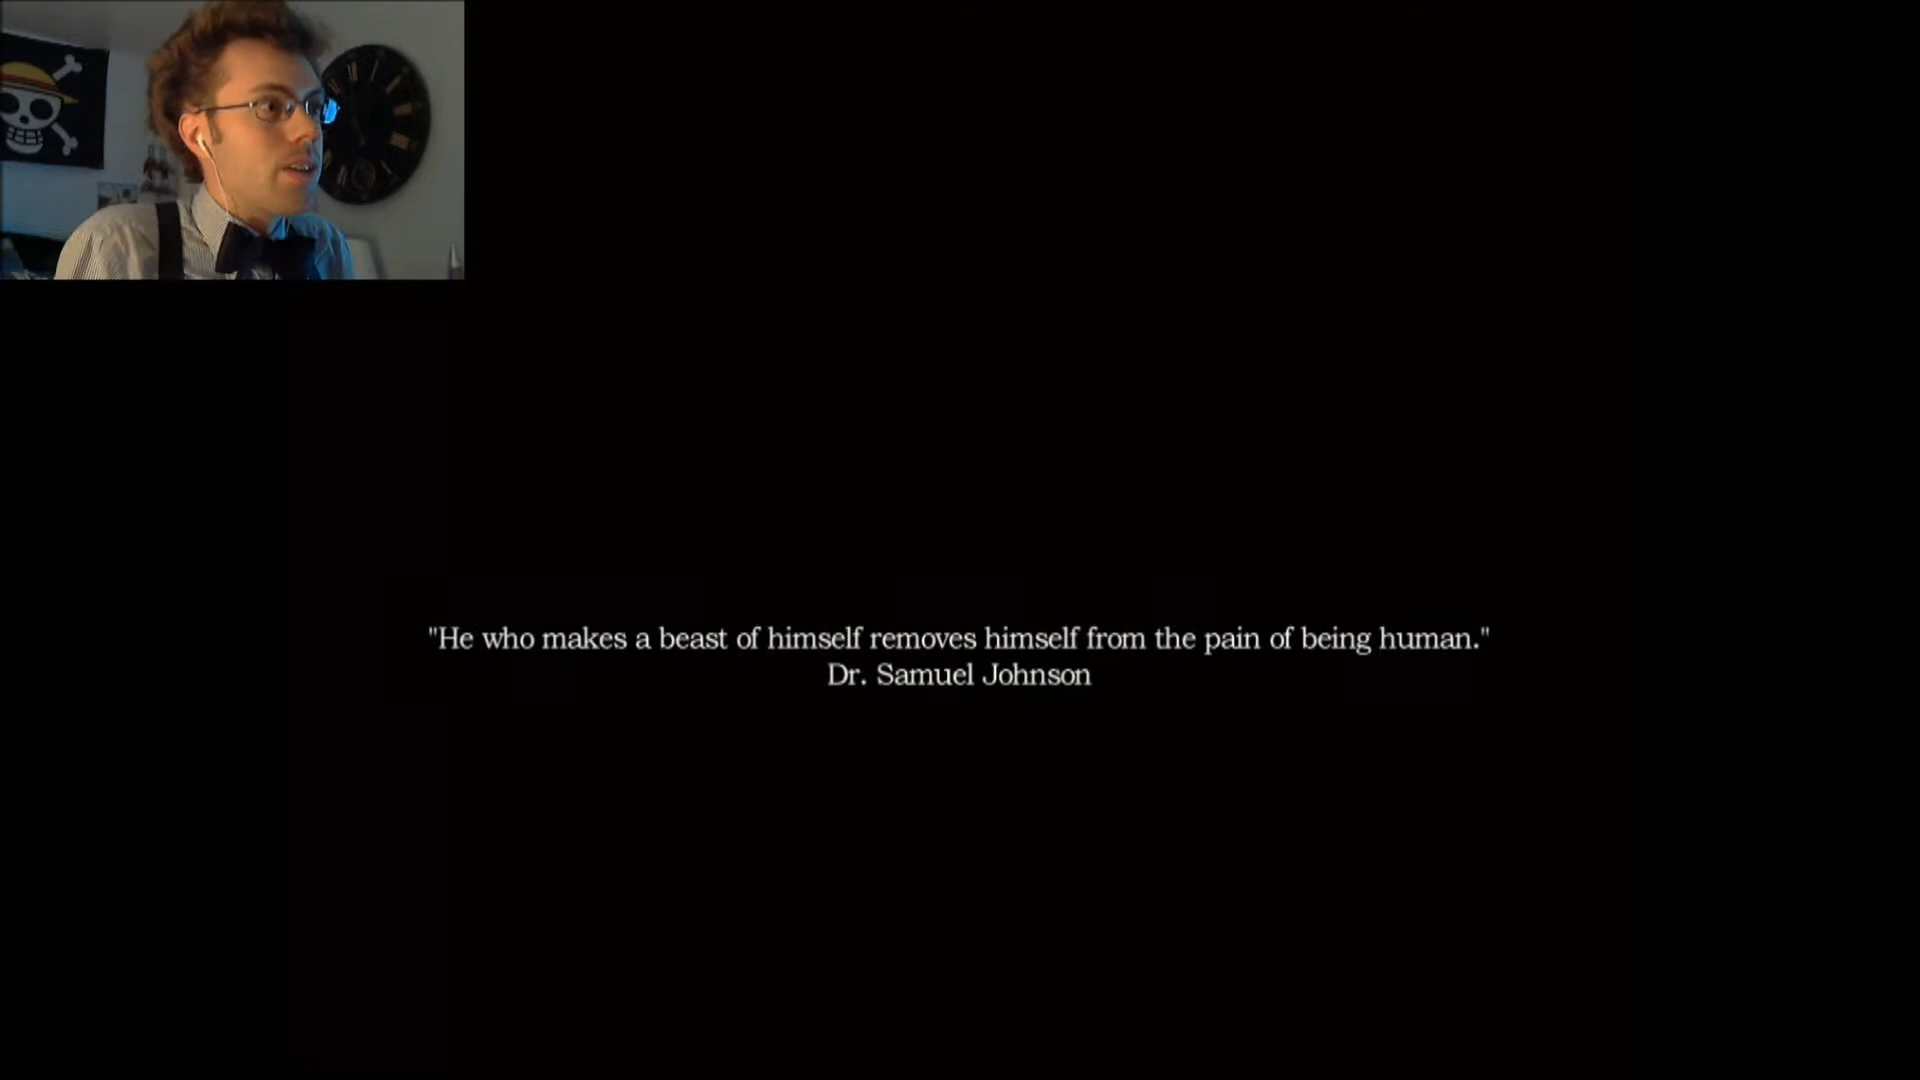 "He who makes a beast of himself removes himself from the pain of being human."
Dr. Samuel Johnson